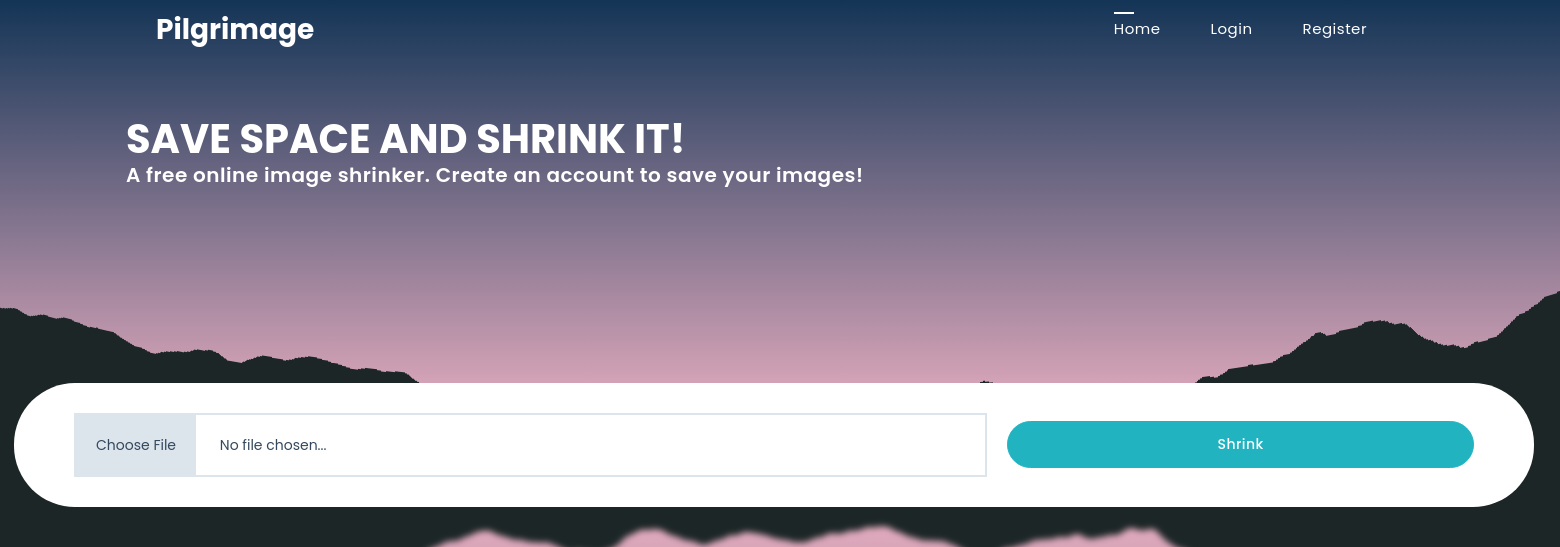 Pilgrimage
Home Login Register
SAVE SPACE AND SHRINK IT!
A free online image shrinker. Create an account to save your images!
Choose File No file chosen...
Shrink